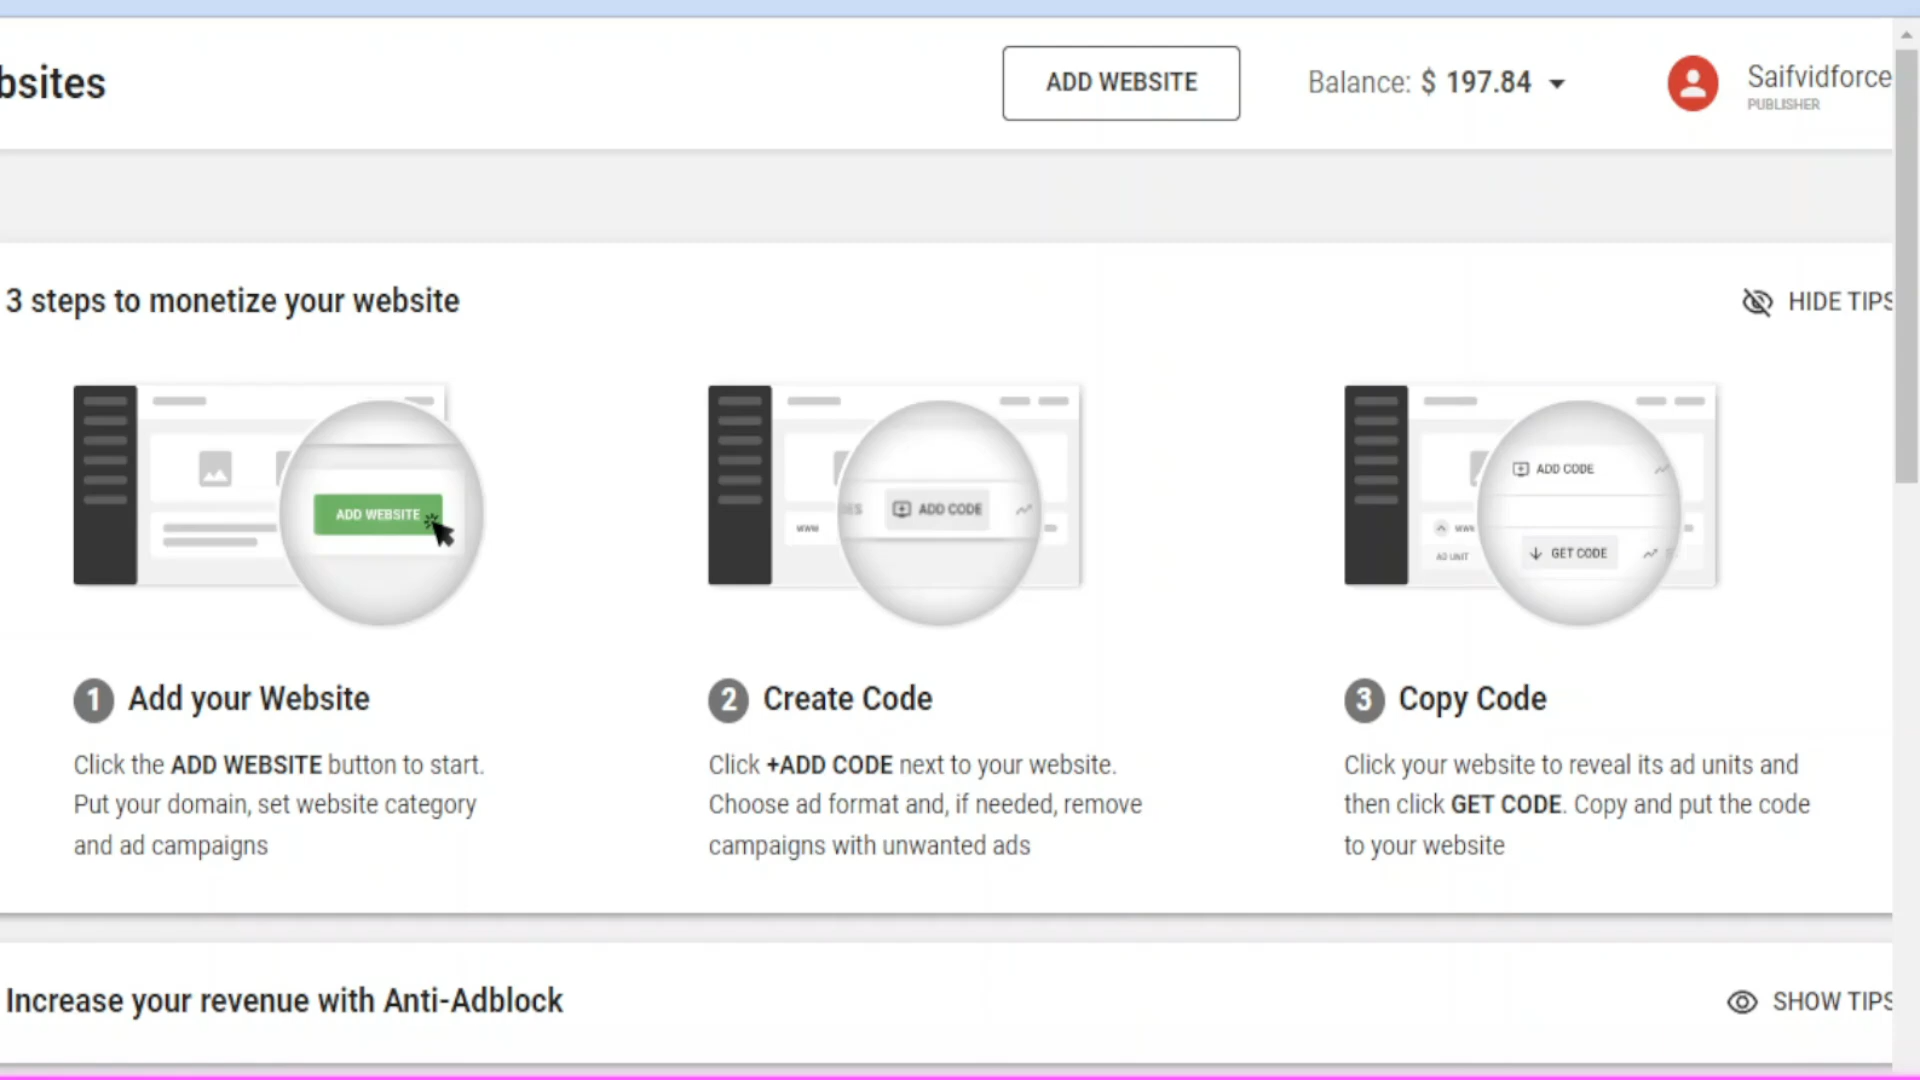 bsites
ADD WEBSITE
Balance: $ 197.84
Saifvidforce
PUBLISHER
3 steps to monetize your website
HIDE TIPS
ADD WEBSITE
WWW
ADD CODE
ADD CODE
WWW
AD UNIT
GET CODE
1 Add your Website
Click the ADD WEBSITE button to start.
Put your domain, set website category
and ad campaigns
2 Create Code
Click +ADD CODE next to your website.
Choose ad format and, if needed, remove
campaigns with unwanted ads
3 Copy Code
Click your website to reveal its ad units and
then click GET CODE. Copy and put the code
to your website
Increase your revenue with Anti-Adblock
SHOW TIPS